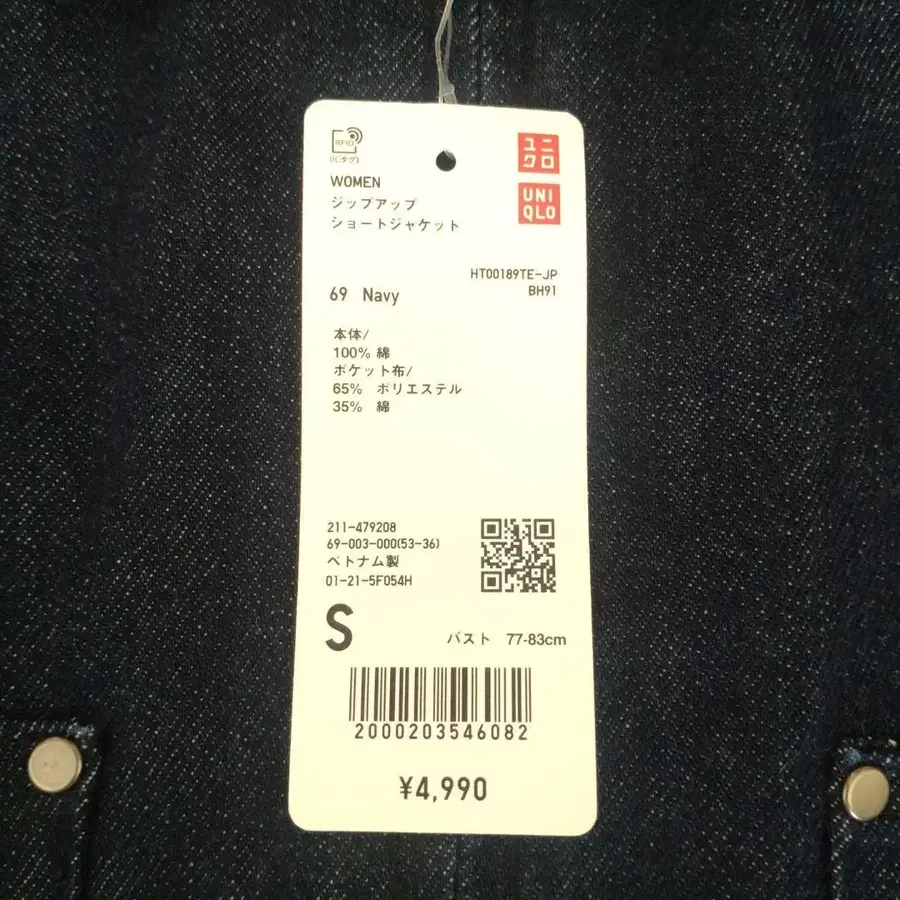 RFID
(ICタグ)
ユニ
クロ
UNI
QLO
WOMEN
ジップアップ
ショートジャケット
HT00189TE-JP
BH91
69 Navy
本体/
100% 綿
ポケット布/
65% ポリエステル
35% 綿
211-479208
69-003-000(53-36)
ベトナム製
01-21-5F054H
S
バスト 77-83cm
2000203546082
¥4,990